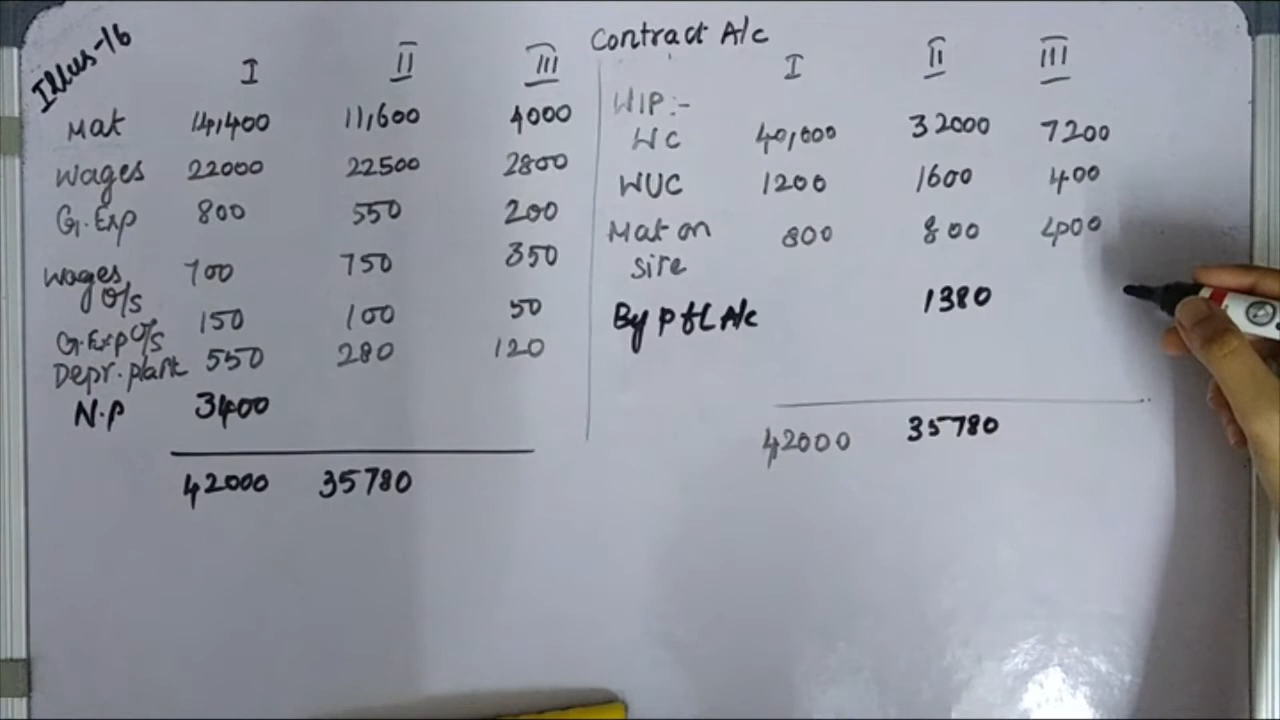 Illus-16
Contract A/c
I II III
Mat 14,400 11,600 4000
Wages 22000 22500 2800
G.Exp 800 550 200
Wages 700 750 350
O/s
G.Exp O/s 150 100 50
Depr.plant 550 280 120
N.P 3400
42000 35780
I II III
WIP:-
WC 40,000 32000 7200
WUC 1200 1600 400
Mat on 800 800 400
site
By P&L A/c 1380
42000 35780